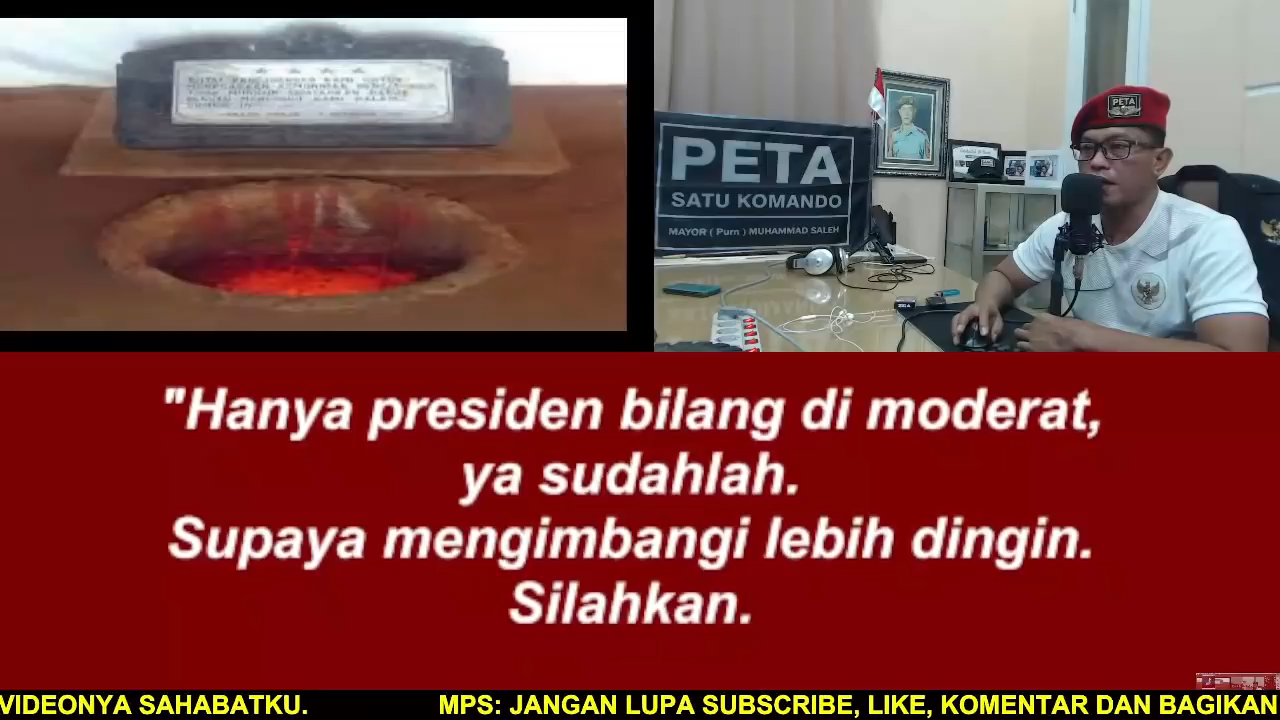 PETA
PETA
SATU KOMANDO
MAYOR ( Purn ) MUHAMMAD SALEH
"Hanya presiden bilang di moderat,
ya sudahlah.
Supaya mengimbangi lebih dingin.
Silahkan.
VIDEONYA SAHABATKU. MPS: JANGAN LUPA SUBSCRIBE, LIKE, KOMENTAR DAN BAGIKAN